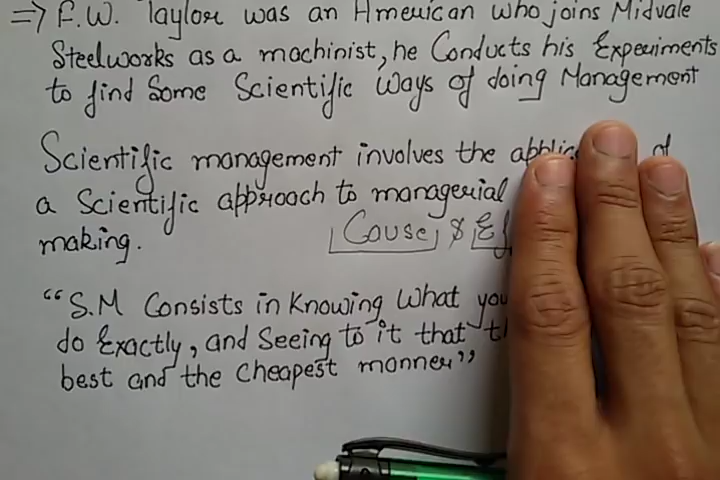 => F.W. Taylor was an American who joins Midvale
Steelworks as a machinist, he Conducts his Experiments
to find Some Scientific Ways of doing Management
Scientific management involves the of
a Scientific approach to managerial
making.
Cause &
"S.M Consists in Knowing What
do Exactly, and Seeing to it that
best and the Cheapest manner"